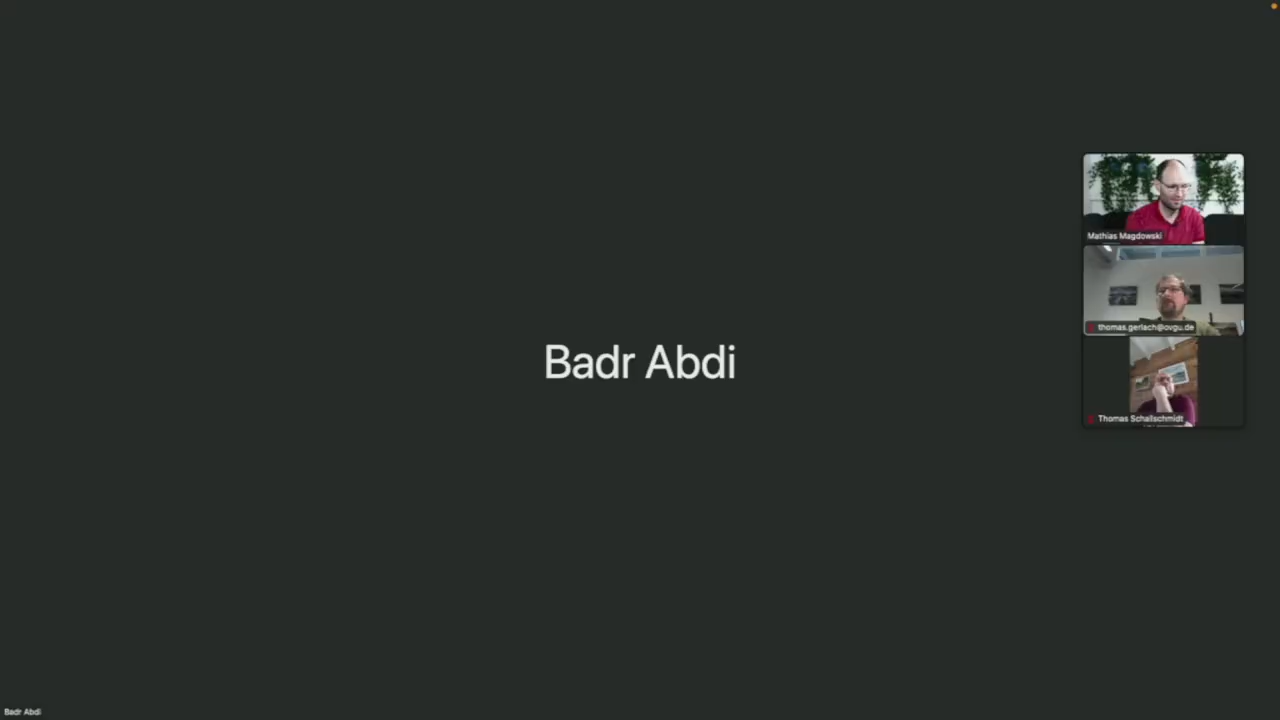 Mathias Magdowski
thomas.gerlach@ovgu.de
Badr Abdi
Thomas Schallschmidt
Badr Abdi